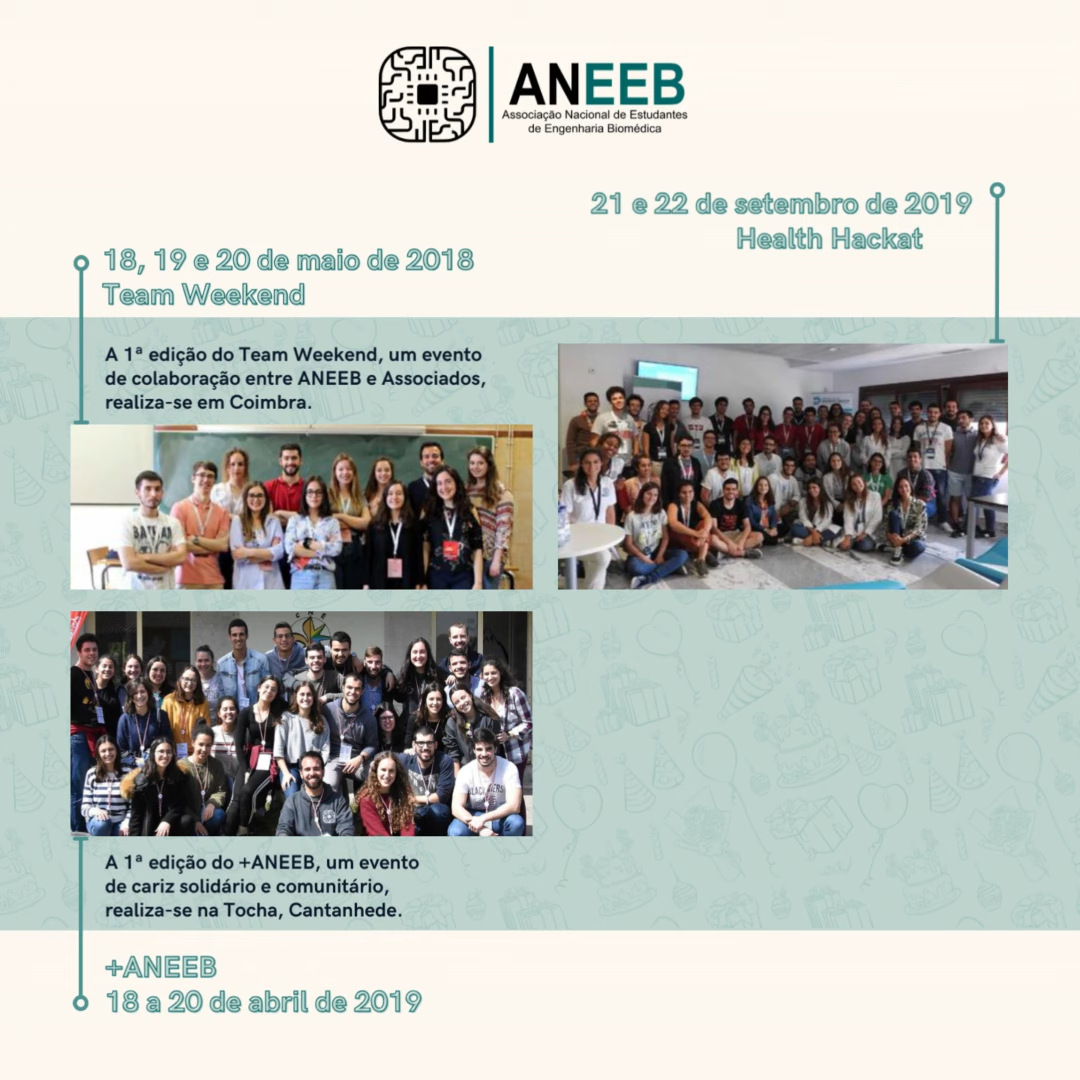 ANEEB
Associação Nacional de Estudantes
de Engenharia Biomédica
21 e 22 de setembro de 2019
Health Hackat
18, 19 e 20 de maio de 2018
Team Weekend
A 1ª edição do Team Weekend, um evento
de colaboração entre ANEEB e Associados,
realiza-se em Coimbra.
A 1ª edição do +ANEEB, um evento
de cariz solidário e comunitário,
realiza-se na Tocha, Cantanhede.
+ANEEB
18 a 20 de abril de 2019